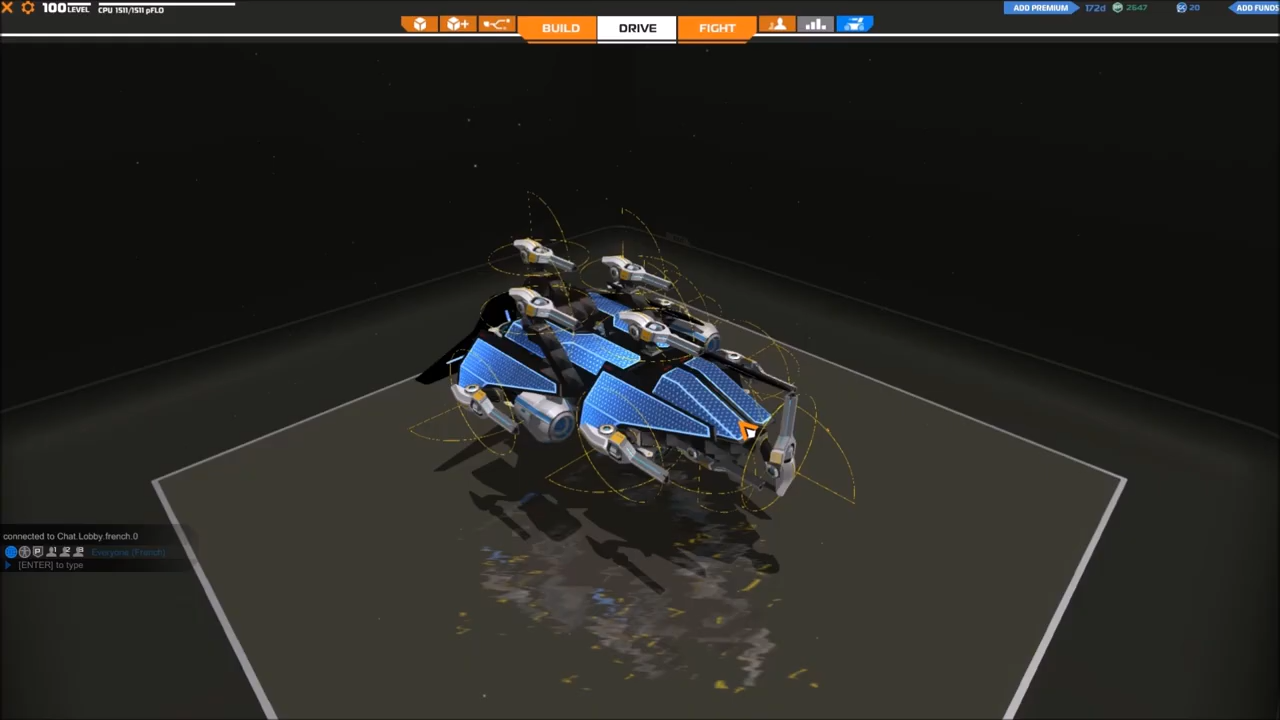 100 LEVEL
CPU 1511/1511 pFLO
BUILD
DRIVE
FIGHT
ADD PREMIUM
172d
2647
20
ADD FUNDS
connected to Chat.Lobby.french.0
Everyone (French)
[ENTER] to type